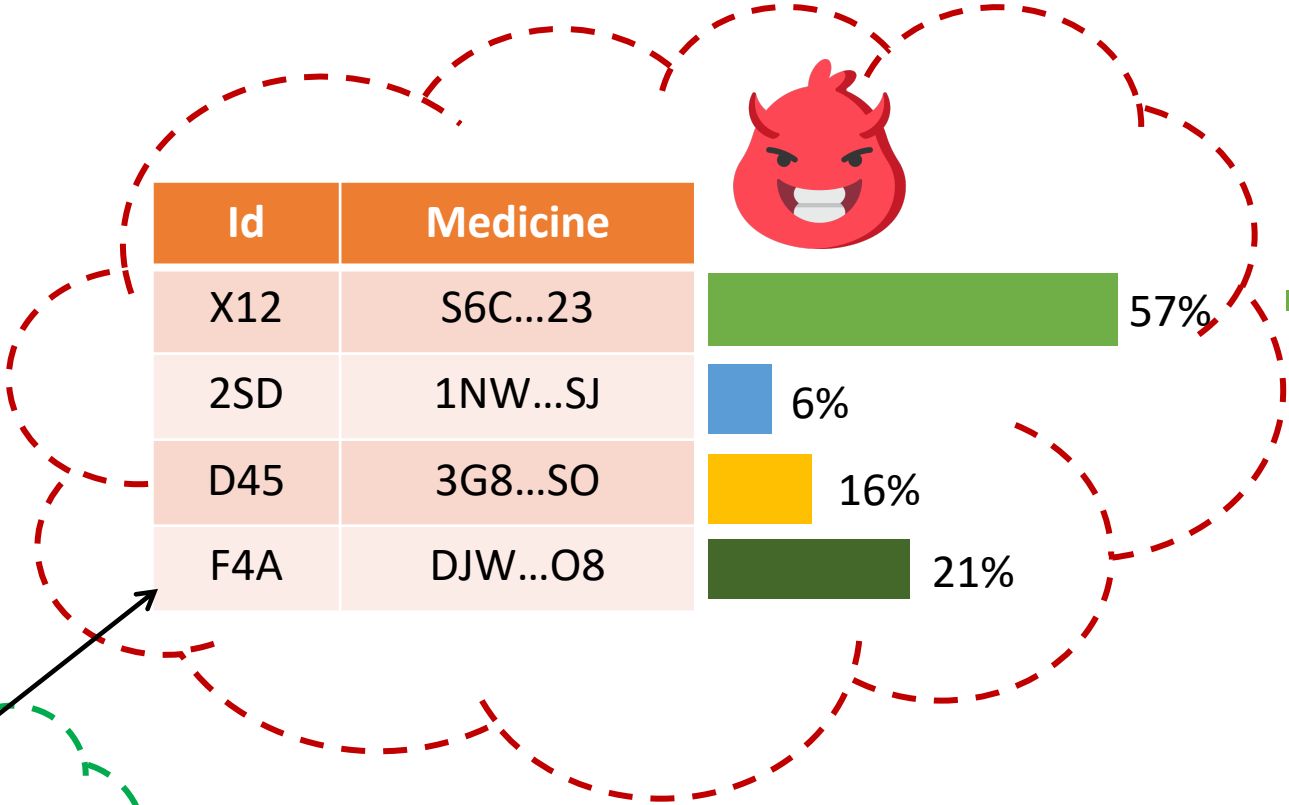 Id Medicine
X12 S6C...23 57%
2SD 1NW...SJ 6%
D45 3G8...SO 16%
F4A DJW...O8 21%